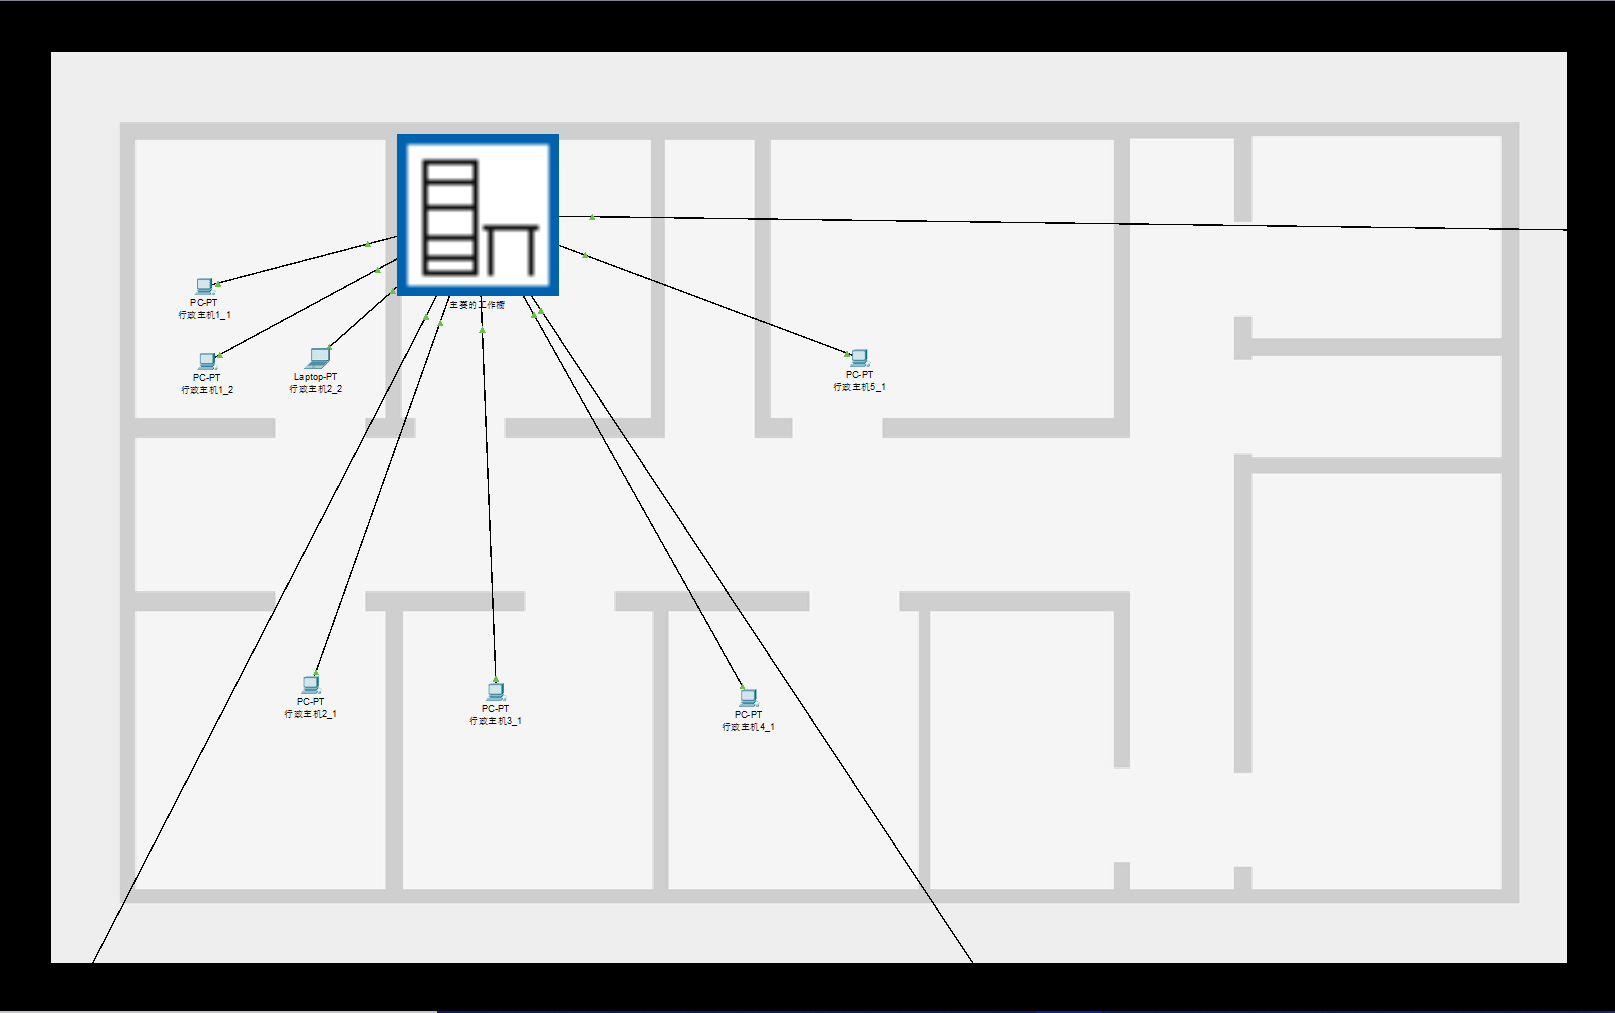 主要的工作橱
PC-PT
行政主机1_1
PC-PT
行政主机1_2
Laptop-PT
行政主机2_2
PC-PT
行政主机5_1
PC-PT
行政主机2_1
PC-PT
行政主机3_1
PC-PT
行政主机4_1